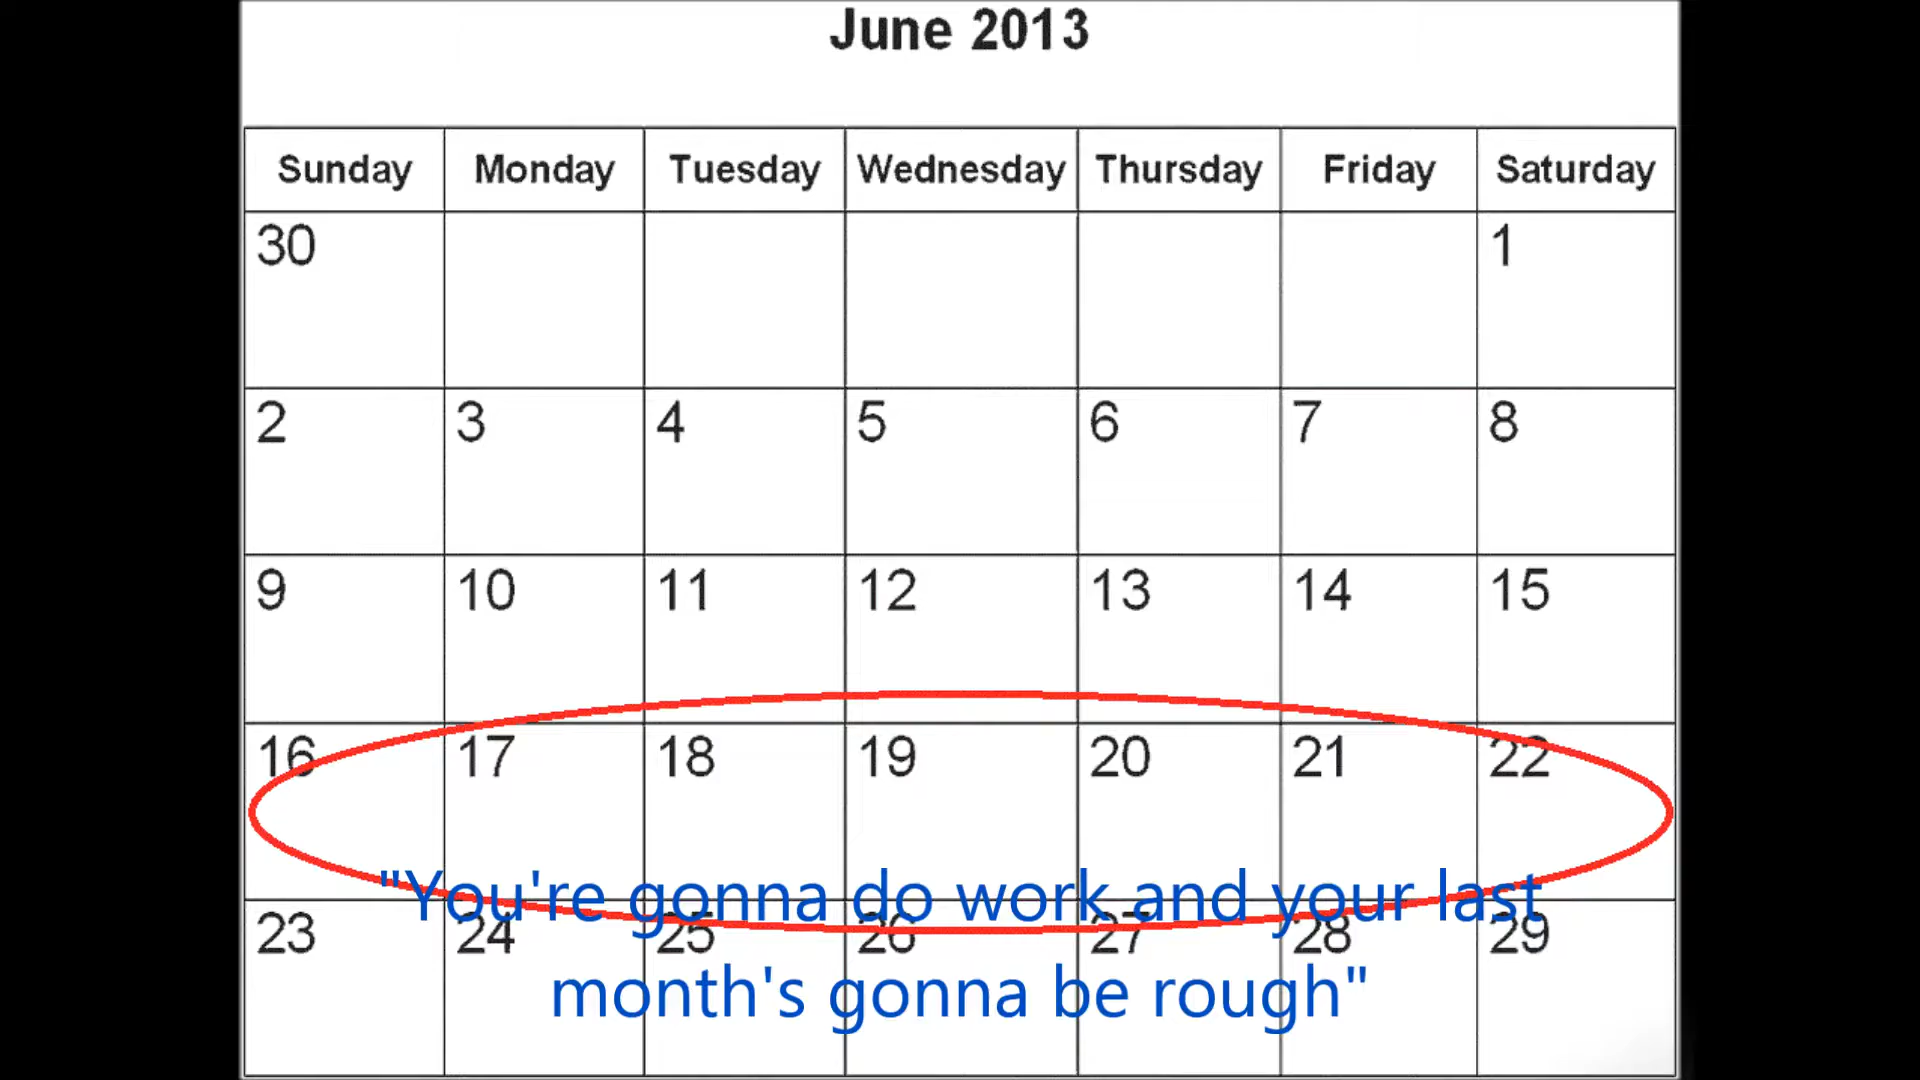 June 2013
Sunday Monday Tuesday Wednesday Thursday Friday Saturday
30 1
2 3 4 5 6 7 8
9 10 11 12 13 14 15
16 17 18 19 20 21 22
"You're gonna do work and your last
23 24 25 26 27 28 29
month's gonna be rough"